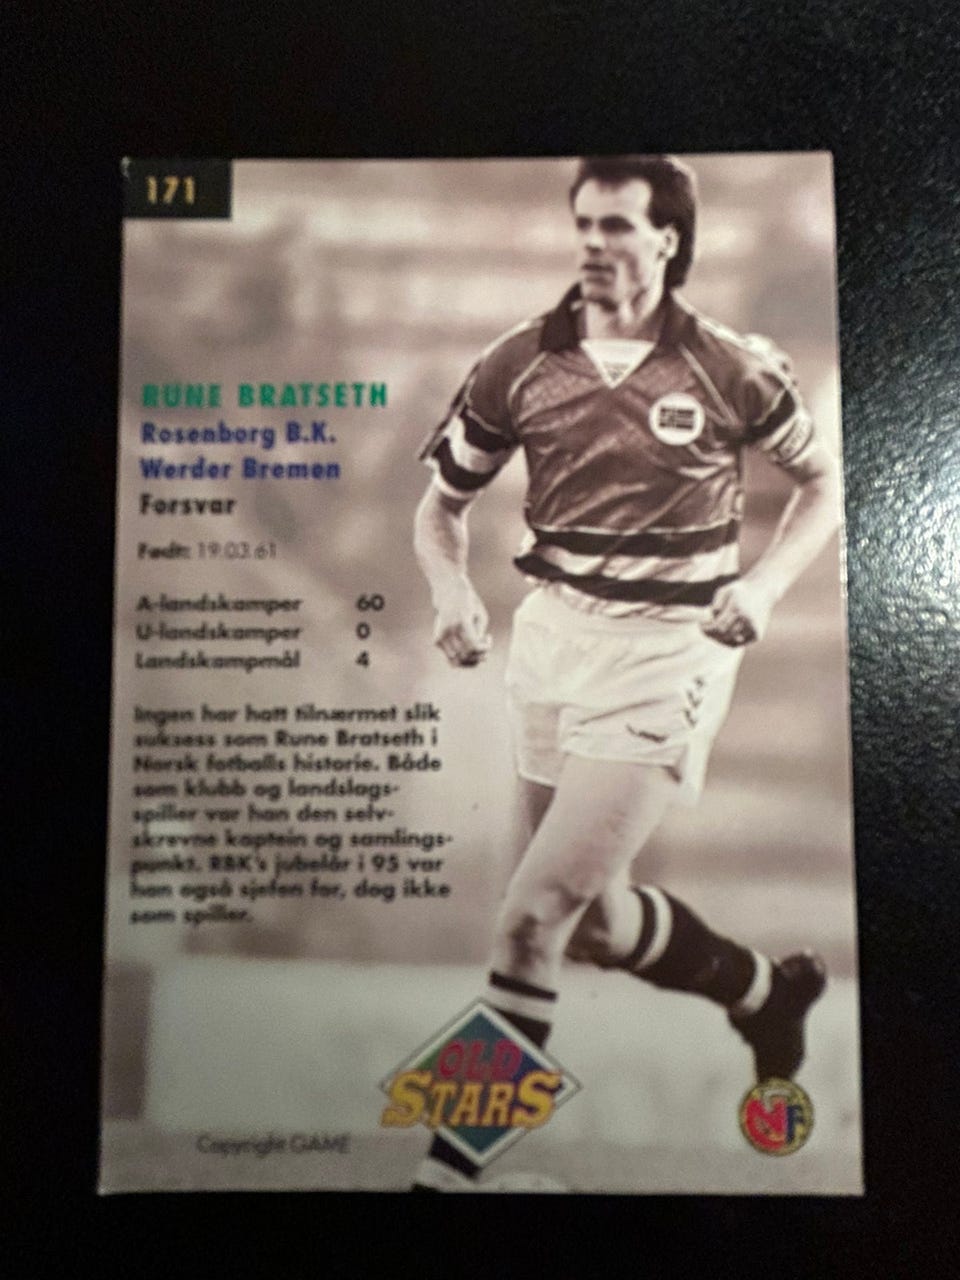 171
RUNE BRATSETH
Rosenborg B.K.
Werder Bremen
Forsvar
Født: 19.03.61
A-landskamper 60
U-landskamper 0
Landskampmål 4
Ingen har hatt tilnærmet slik
suksess som Rune Bratseth i
Norsk fotballs historie. Både
som klubb og landslags-
spiller var han den selv-
skrevne kaptein og samlings-
punkt. RBK's jubelår i 95 var
han også sjefen for, dog ikke
som spiller.
OLD
STARS
NFF
Copyright GAME